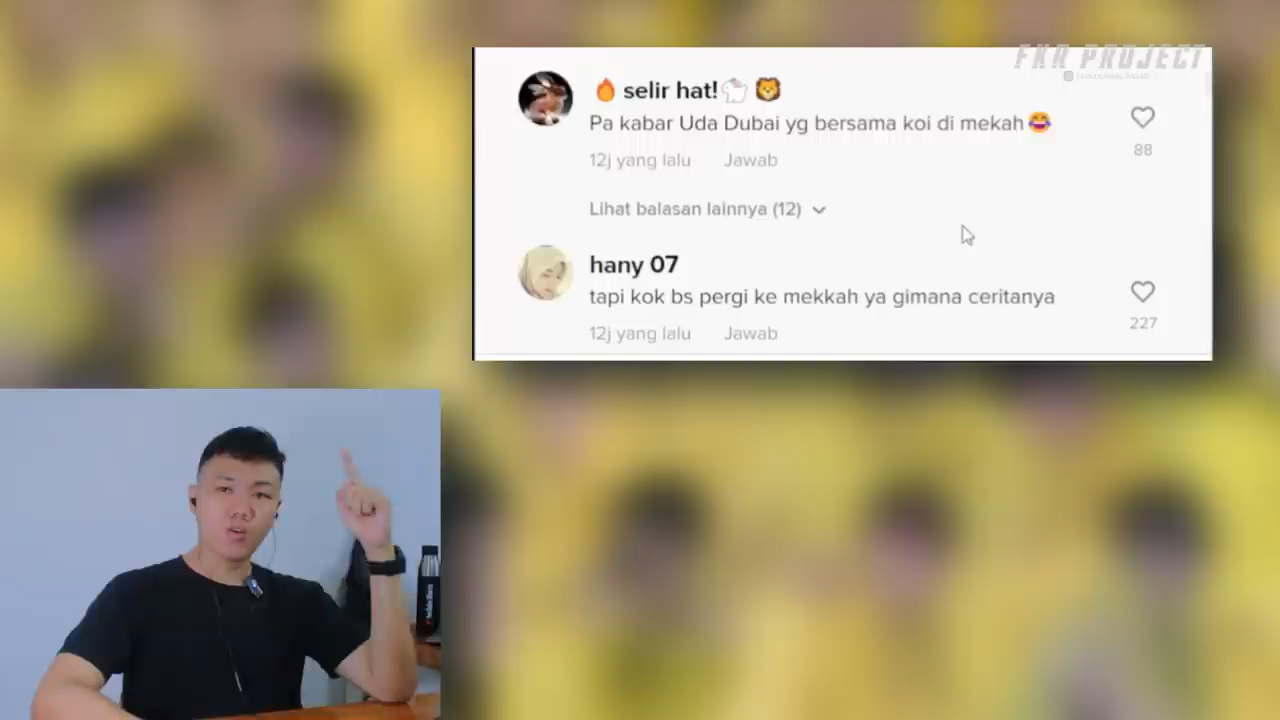 FKR PROJECT
🔥 selir hat!🐐🦁
Pa kabar Uda Dubai yg bersama koi di mekah😂
88
12j yang lalu Jawab
Lihat balasan lainnya (12)
hany 07
tapi kok bs pergi ke mekkah ya gimana ceritanya
227
12j yang lalu Jawab